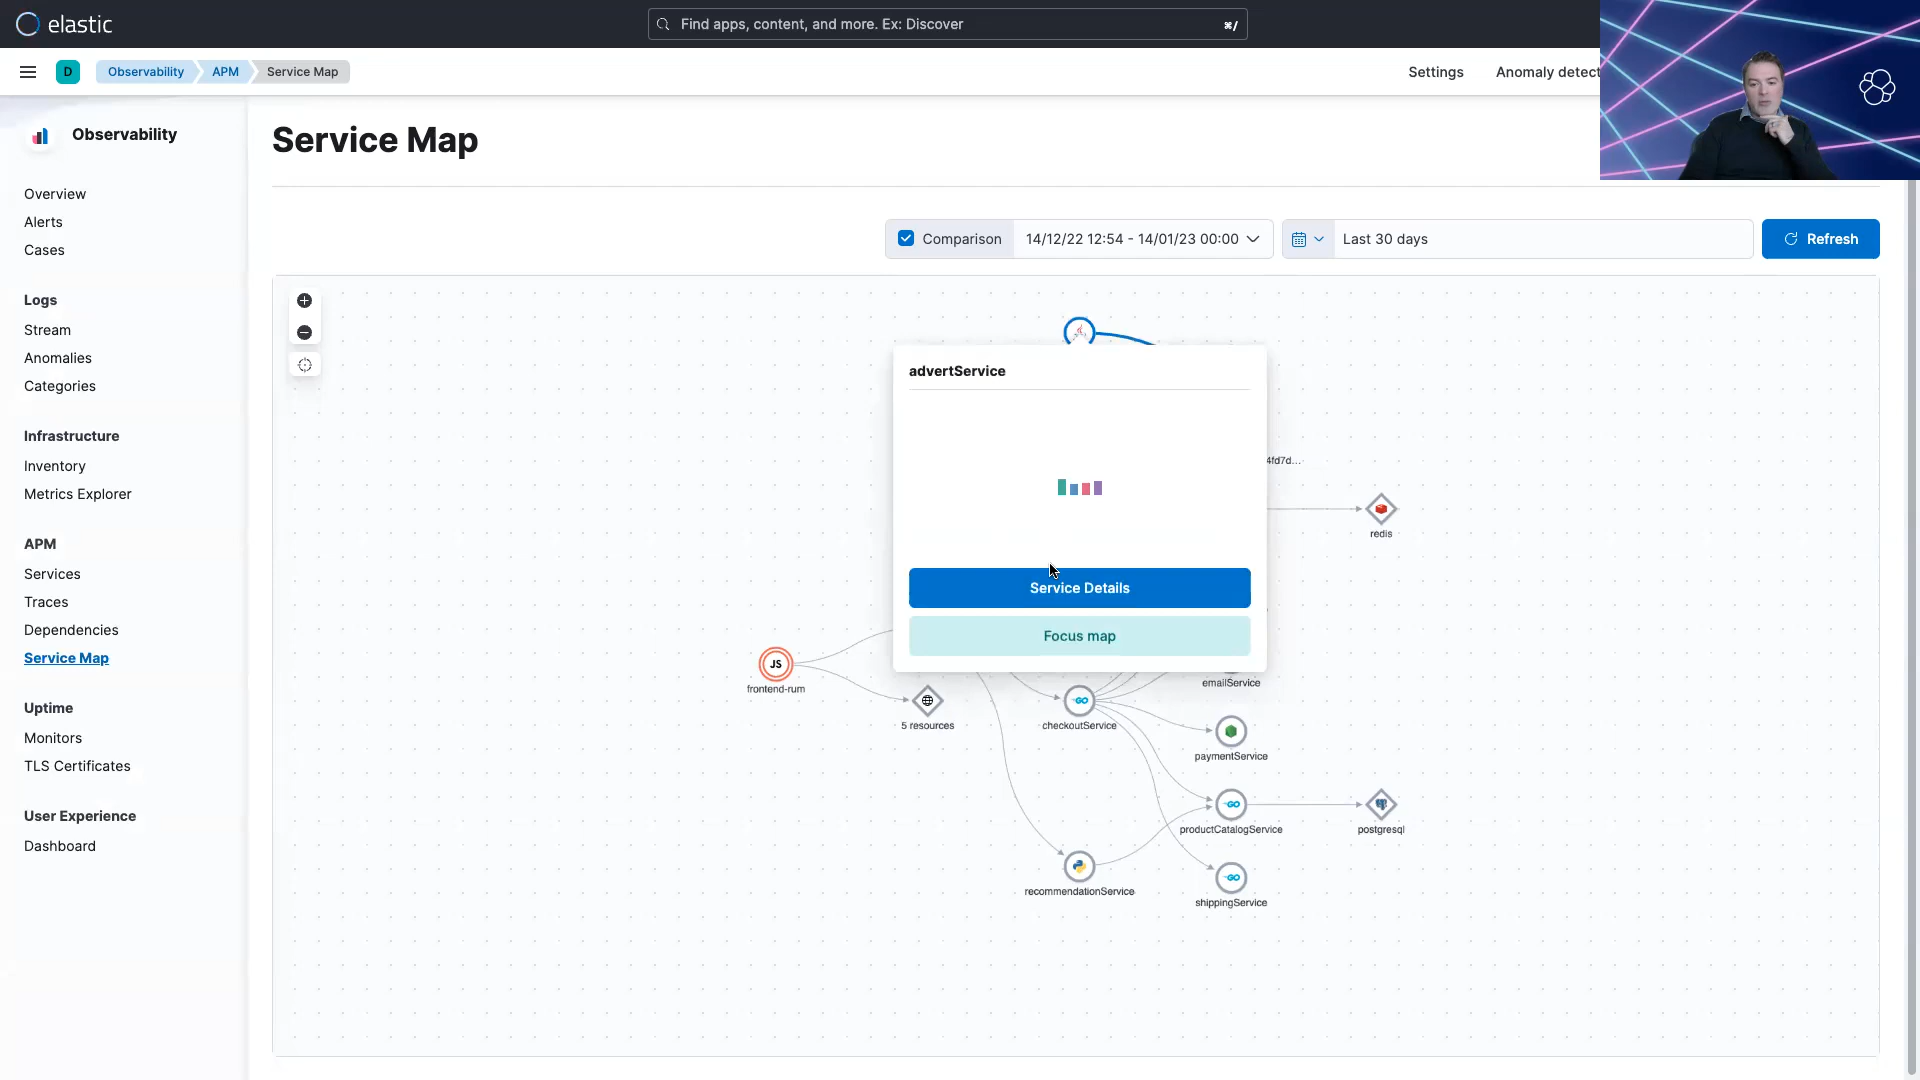 elastic
Find apps, content, and more. Ex: Discover
⌘/
D
Observability
APM
Service Map
Settings
Anomaly detect
Observability
Service Map
Overview
Alerts
Cases
Comparison
14/12/22 12:54 - 14/01/23 00:00
Last 30 days
Refresh
Logs
Stream
Anomalies
Categories
Infrastructure
Inventory
Metrics Explorer
APM
Services
Traces
Dependencies
Service Map
Uptime
Monitors
TLS Certificates
User Experience
Dashboard
advertService
Service Details
Focus map
4fd7d...
redis
JS
frontend-rum
5 resources
emailService
GO
checkoutService
paymentService
GO
productCatalogService
postgresql
recommendationService
GO
shippingService